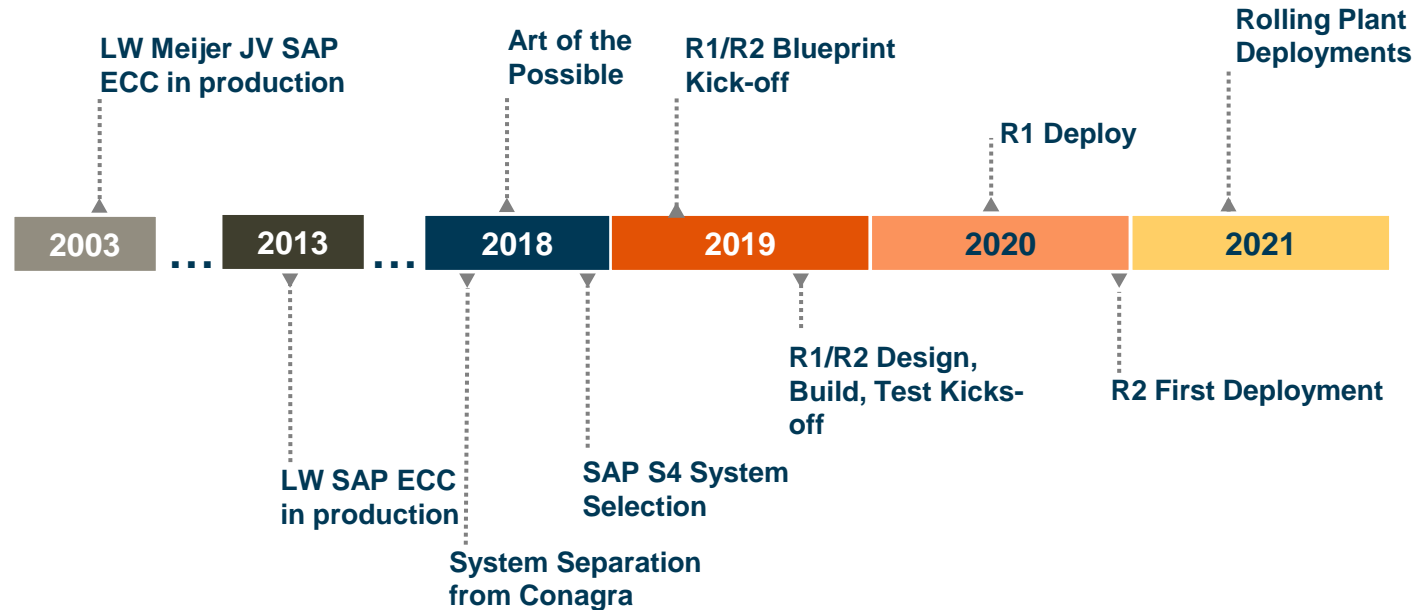 LW Meijer JV SAP
ECC in production
Art of the
Possible
R1/R2 Blueprint
Kick-off
R1 Deploy
Rolling Plant
Deployments
2003
...
2013
...
2018
2019
2020
2021
LW SAP ECC
in production
System Separation
from Conagra
SAP S4 System
Selection
R1/R2 Design,
Build, Test Kicks-
off
R2 First Deployment